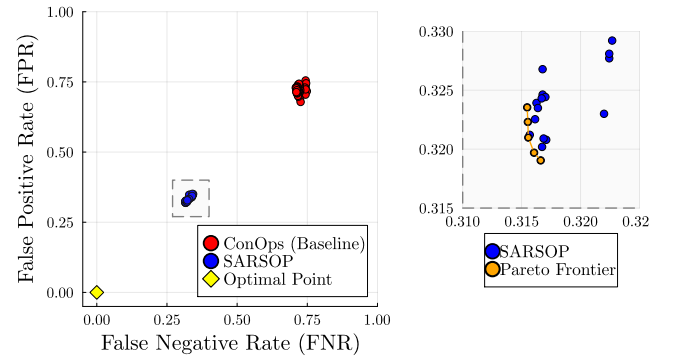 1.00
0.75
0.50
0.25
0.00
False Positive Rate (FPR)
0.00 0.25 0.50 0.75 1.00
False Negative Rate (FNR)
ConOps (Baseline)
SARSOP
Optimal Point
0.330
0.325
0.320
0.315
0.310 0.315 0.320 0.32
SARSOP
Pareto Frontier